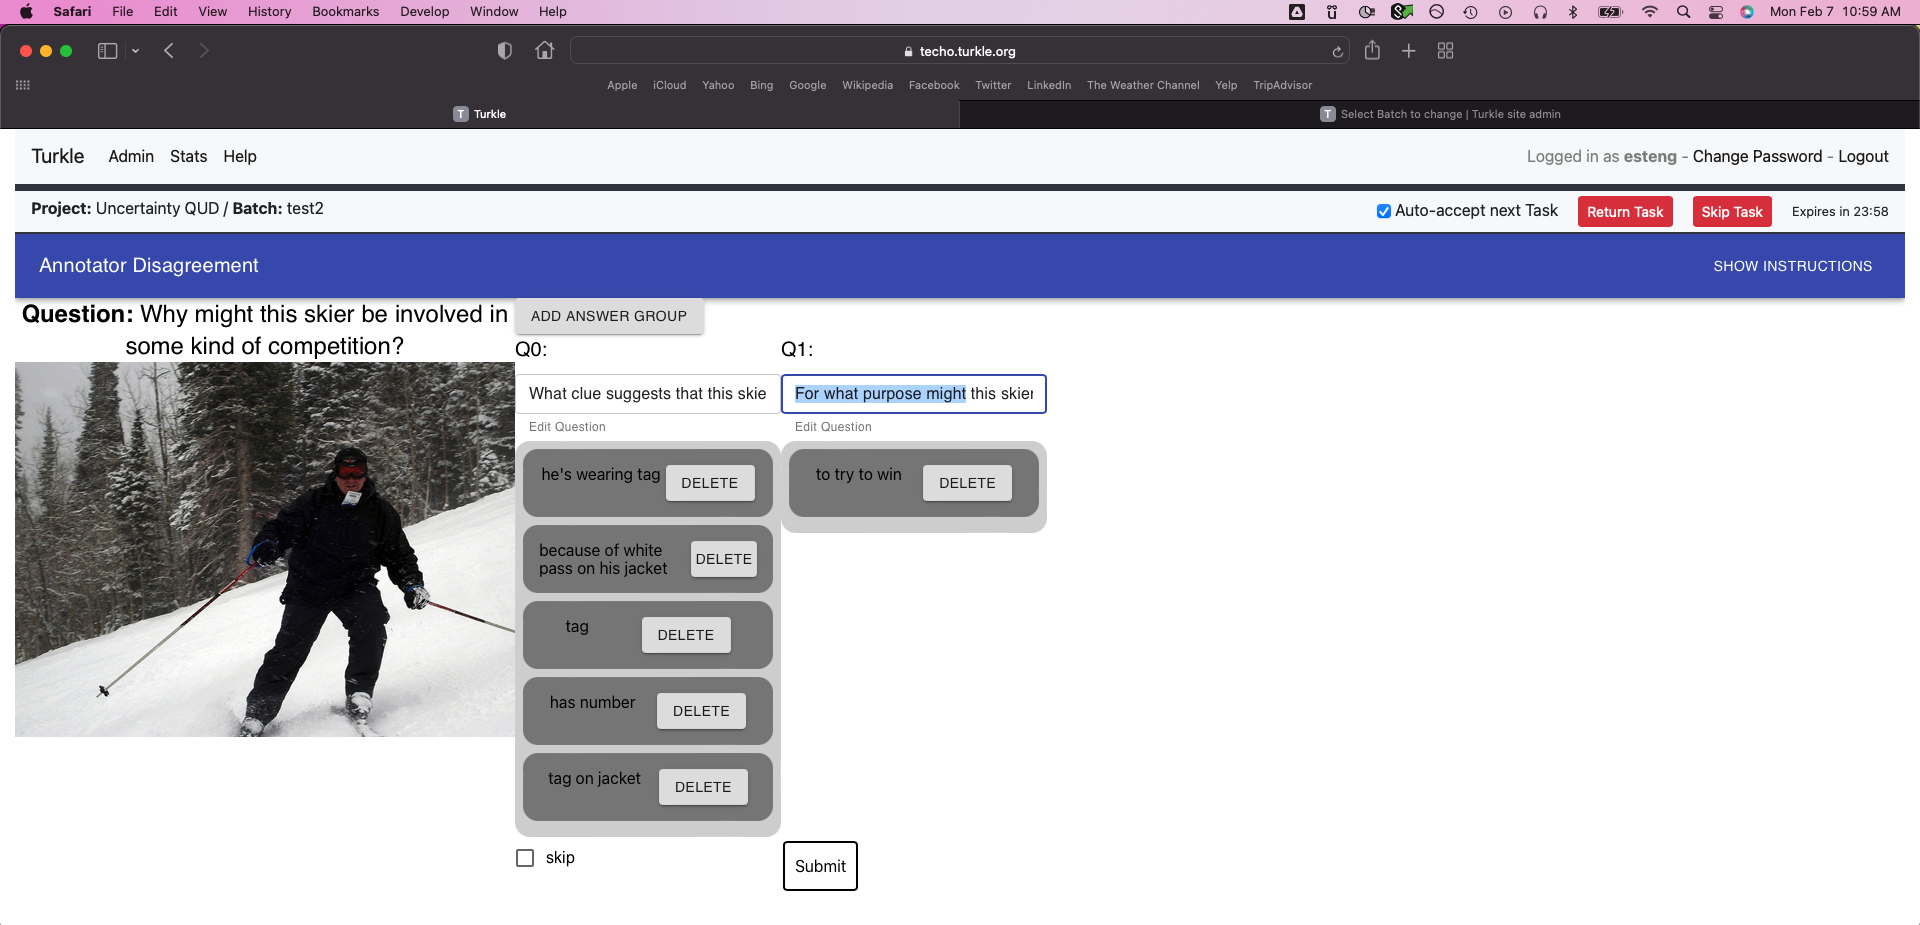 Safari File Edit View History Bookmarks Develop Window Help Mon Feb 7 10:59 AM
techo.turkle.org
Apple iCloud Yahoo Bing Google Wikipedia Facebook Twitter LinkedIn The Weather Channel Yelp TripAdvisor
T Turkle T Select Batch to change | Turkle site admin
Turkle Admin Stats Help Logged in as esteng - Change Password - Logout
Project: Uncertainty QUD / Batch: test2 Auto-accept next Task Return Task Skip Task Expires in 23:58
Annotator Disagreement SHOW INSTRUCTIONS
Question: Why might this skier be involved in
some kind of competition?
ADD ANSWER GROUP
Q0: Q1:
What clue suggests that this skie For what purpose might this skier
Edit Question Edit Question
he's wearing tag DELETE to try to win DELETE
because of white
pass on his jacket DELETE
tag DELETE
has number DELETE
tag on jacket DELETE
skip Submit